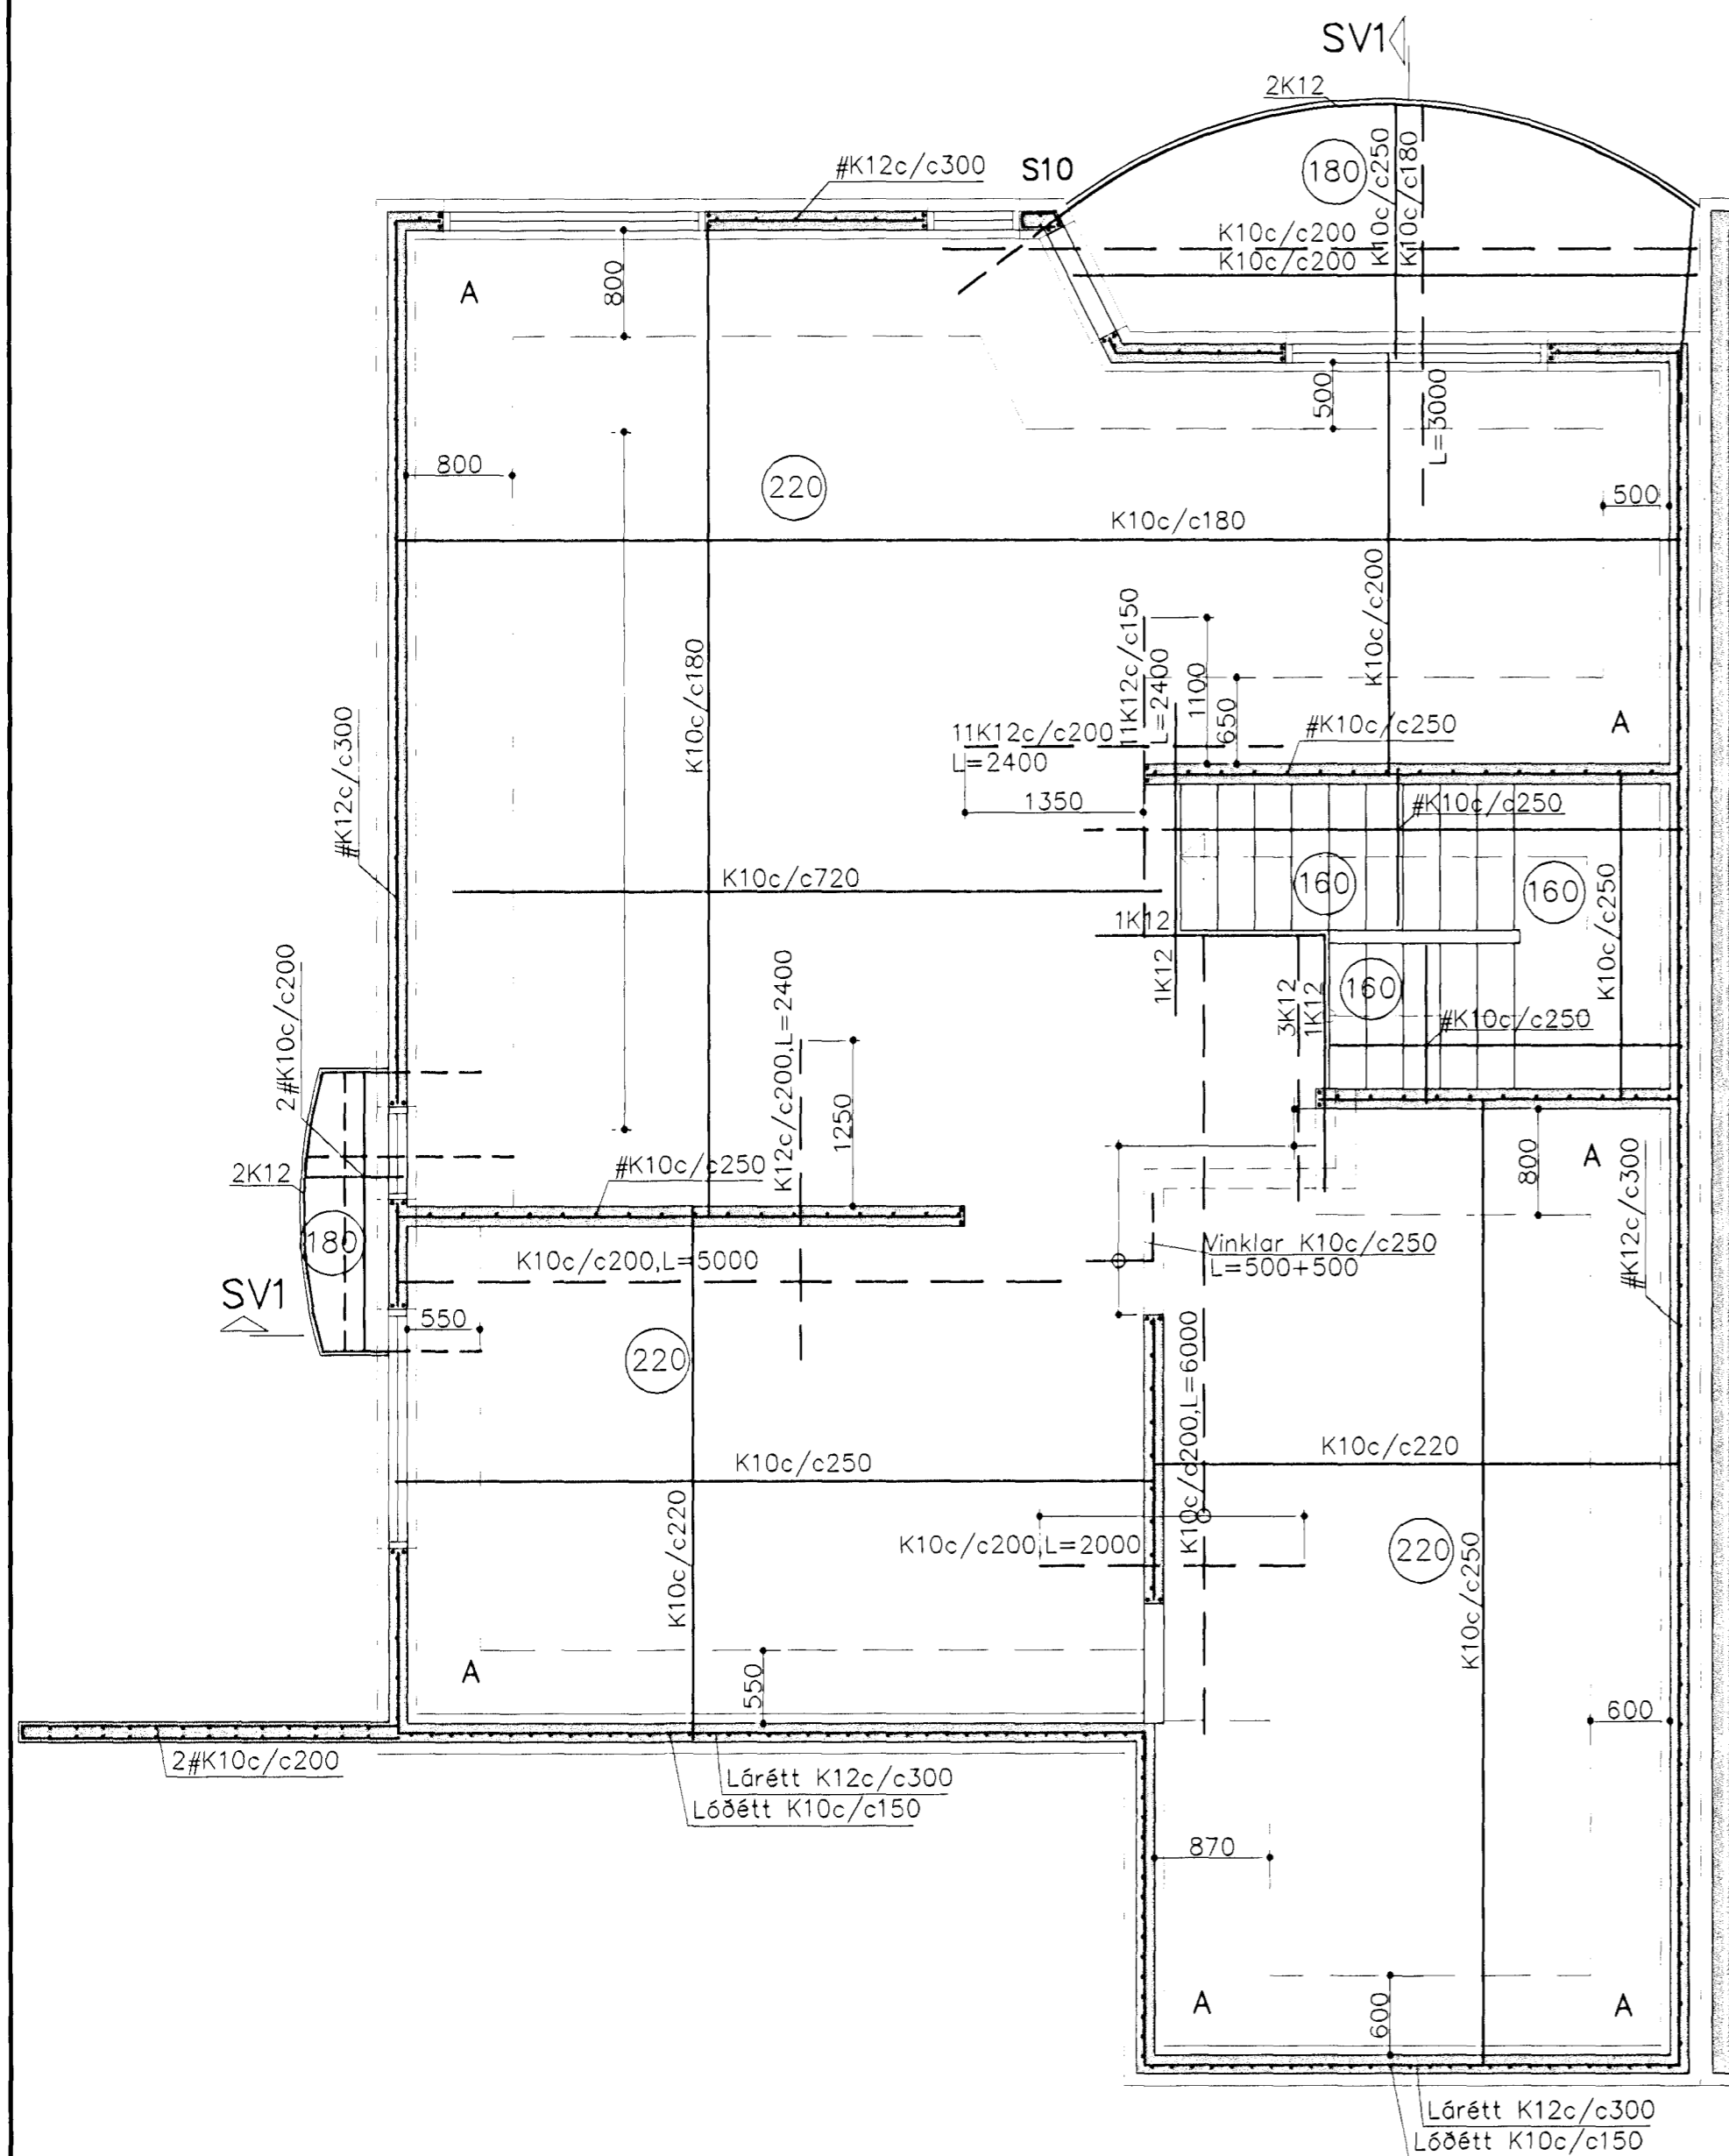 SV1
2K12
#K12c/c300
S10
180
K10c/c250
K10c/c180
K10c/c200
K10c/c200
A
800
500
L=3000
800
220
500
K10c/c180
K10c/c200
11K12c/c150
L=2400
1100
650
K10c/c180
A
#K12c/c300
11K12c/c200
L=2400
#K10c/c250
1350
#K10c/c250
K10c/c720
160
160
K10c/c250
1K12
1K12
2#K10c/c200
K12c/c200,L=2400
3K12
1K12
160
#K10c/c250
1250
2K12
#K10c/c250
800
A
#K12c/c300
180
K10c/c200,L=5000
Vinklar K10c/c250
L=500+500
SV1
550
220
K10c/c200,L=6000
K10c/c250
K10c/c220
K10c/c220
K10c/c200,L=2000
220
K10c/c250
A
550
600
2#K10c/c200
Lárétt K12c/c300
Lóðétt K10c/c150
870
A
600
A
Lárétt K12c/c300
Lóðétt K10c/c150